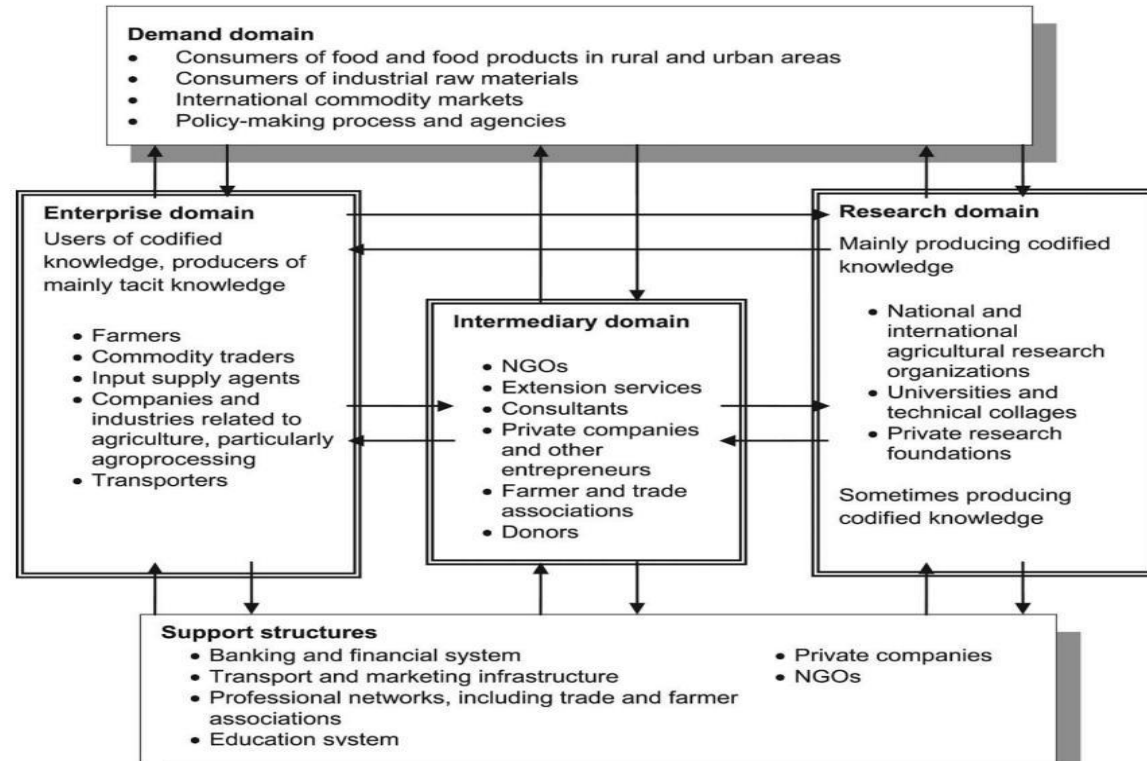 Demand domain
• Consumers of food and food products in rural and urban areas
• Consumers of industrial raw materials
• International commodity markets
• Policy-making process and agencies
Enterprise domain
Users of codified
knowledge, producers of
mainly tacit knowledge
• Farmers
• Commodity traders
• Input supply agents
• Companies and
industries related to
agriculture, particularly
agroprocessing
• Transporters
Intermediary domain
• NGOs
• Extension services
• Consultants
• Private companies
and other
entrepreneurs
• Farmer and trade
associations
• Donors
Research domain
Mainly producing codified
knowledge
• National and
international
agricultural research
organizations
• Universities and
technical collages
• Private research
foundations
Sometimes producing
codified knowledge
Support structures
• Banking and financial system
• Transport and marketing infrastructure
• Professional networks, including trade and farmer
associations
• Education system
• Private companies
• NGOs